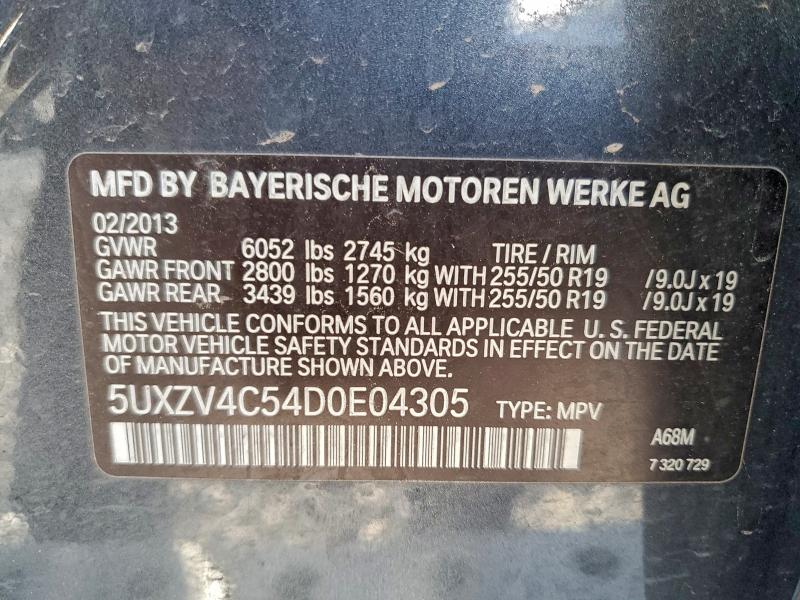 MFD BY BAYERISCHE MOTOREN WERKE AG
02/2013
GVWR 6052 lbs 2745 kg TIRE / RIM
GAWR FRONT 2800 lbs 1270 kg WITH 255/50 R19 /9.0J x 19
GAWR REAR 3439 lbs 1560 kg WITH 255/50 R19 /9.0J x 19
THIS VEHICLE CONFORMS TO ALL APPLICABLE U. S. FEDERAL
MOTOR VEHICLE SAFETY STANDARDS IN EFFECT ON THE DATE
OF MANUFACTURE SHOWN ABOVE.
5UXZV4C54D0E04305 TYPE: MPV
A68M
7 320 729